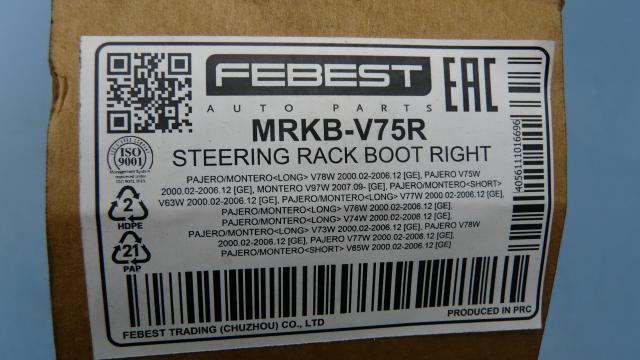 FEBEST
EAC
AUTO PARTS
MRKB-V75R
STEERING RACK BOOT RIGHT
ISO
9001
Management System
PAJERO/MONTERO<LONG> V78W 2000.02-2006.12 [GE], PAJERO V75W
2000.02-2006.12 [GE], MONTERO V97W 2007.09- [GE], PAJERO/MONTERO<SHORT>
V63W 2000.02-2006.12 [GE], PAJERO/MONTERO<LONG> V77W 2000.02-2006.12 [GE],
PAJERO/MONTERO<LONG> V76W 2000.02-2006.12 [GE],
PAJERO/MONTERO<LONG> V74W 2000.02-2006.12 [GE],
PAJERO/MONTERO<LONG> V73W 2000.02-2006.12 [GE], PAJERO V78W
2000.02-2006.12 [GE], PAJERO V77W 2000.02-2006.12 [GE],
PAJERO/MONTERO<SHORT> V65W 2000.02-2006.12 [GE]
2
HDPE
21
PAP
4056111016696
FEBEST TRADING (CHUZHOU) CO., LTD
PRODUCED IN PRC